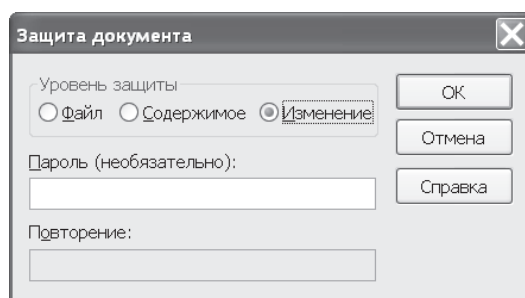 Защита документа
Уровень защиты
Файл Содержимое Изменение
Пароль (необязательно):
Повторение:
OK
Отмена
Справка